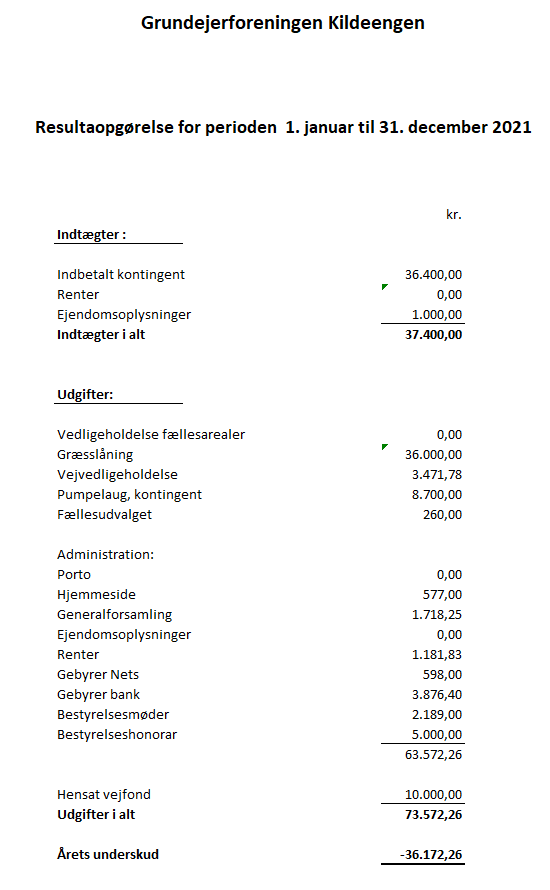 Grundejerforeningen Kildeengen
Resultaopgørelse for perioden 1. januar til 31. december 2021
kr.
Indtægter :
Indbetalt kontingent 36.400,00
Renter 0,00
Ejendomsoplysninger 1.000,00
Indtægter i alt 37.400,00
Udgifter:
Vedligeholdelse fællesarealer 0,00
Græsslåning 36.000,00
Vejvedligeholdelse 3.471,78
Pumpelaug, kontingent 8.700,00
Fællesudvalget 260,00
Administration:
Porto 0,00
Hjemmeside 577,00
Generalforsamling 1.718,25
Ejendomsoplysninger 0,00
Renter 1.181,83
Gebyrer Nets 598,00
Gebyrer bank 3.876,40
Bestyrelsesmøder 2.189,00
Bestyrelseshonorar 5.000,00
63.572,26
Hensat vejfond 10.000,00
Udgifter i alt 73.572,26
Årets underskud -36.172,26